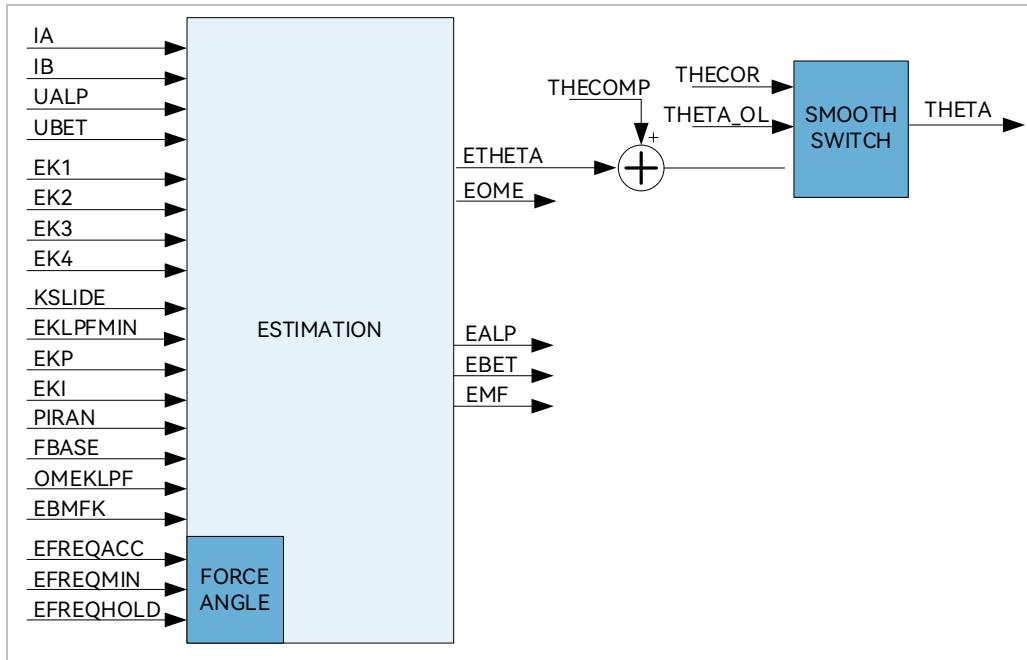 IA
IB
UALP
UBET
EK1
EK2
EK3
EK4
KSLIDE
EKLPFMIN
EKP
EKI
PIRAN
FBASE
OMEKLPF
EBMFK
EFREQACC
EFREQMIN
EFREQHOLD
FORCE
ANGLE
ESTIMATION
ETHETA
EOME
EALP
EBET
EMF
THECOMP
+
+
THECOR
THETA_OL
SMOOTH
SWITCH
THETA